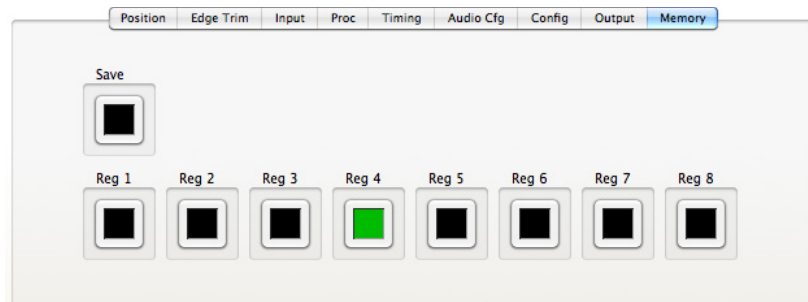 Position Edge Trim Input Proc Timing Audio Cfg Config Output Memory
Save
Reg 1 Reg 2 Reg 3 Reg 4 Reg 5 Reg 6 Reg 7 Reg 8